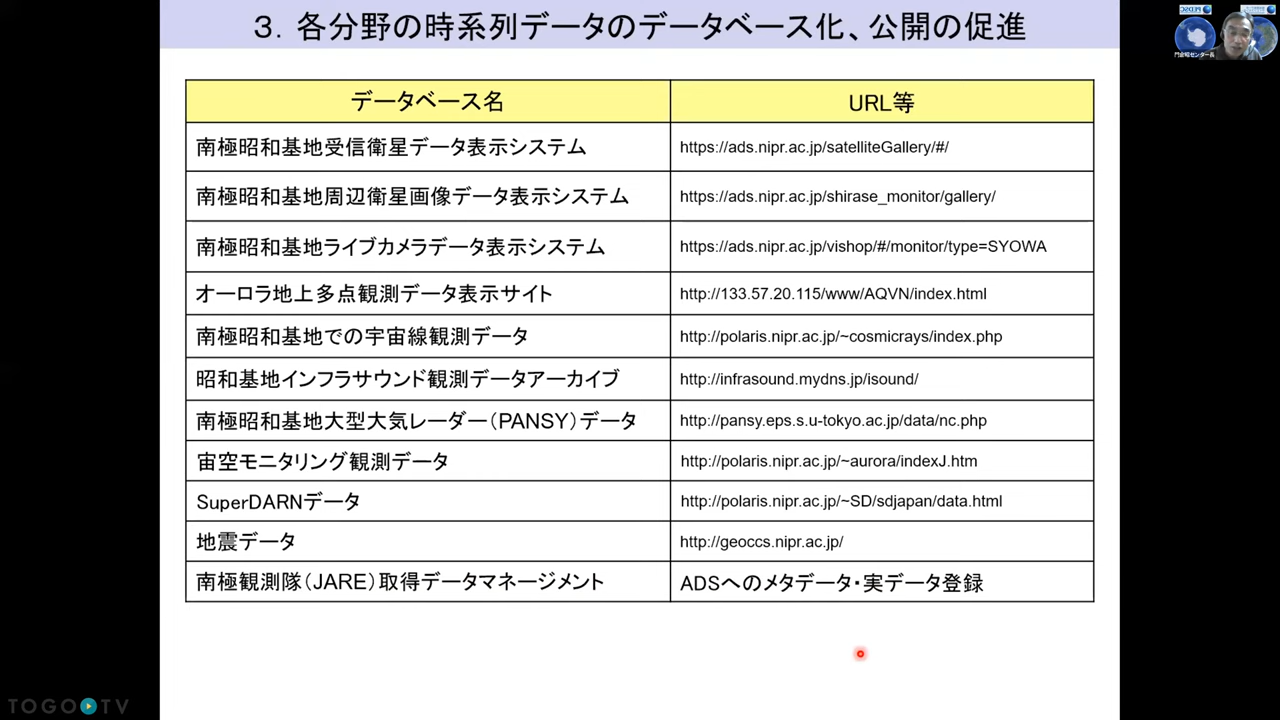 ３．各分野の時系列データのデータベース化、公開の促進
データベース名 URL等
南極昭和基地受信衛星データ表示システム https://ads.nipr.ac.jp/satelliteGallery/#/
南極昭和基地周辺衛星画像データ表示システム https://ads.nipr.ac.jp/shirase_monitor/gallery/
南極昭和基地ライブカメラデータ表示システム https://ads.nipr.ac.jp/vishop/#/monitor/type=SYOWA
オーロラ地上多点観測データ表示サイト http://133.57.20.115/www/AQVN/index.html
南極昭和基地での宇宙線観測データ http://polaris.nipr.ac.jp/~cosmicrays/index.php
昭和基地インフラサウンド観測データアーカイブ http://infrasound.mydns.jp/isound/
南極昭和基地大型大気レーダー（PANSY）データ http://pansy.eps.s.u-tokyo.ac.jp/data/nc.php
宙空モニタリング観測データ http://polaris.nipr.ac.jp/~aurora/indexJ.htm
SuperDARNデータ http://polaris.nipr.ac.jp/~SD/sdjapan/data.html
地震データ http://geoccs.nipr.ac.jp/
南極観測隊（JARE）取得データマネージメント ADSへのメタデータ・実データ登録
TOGO TV